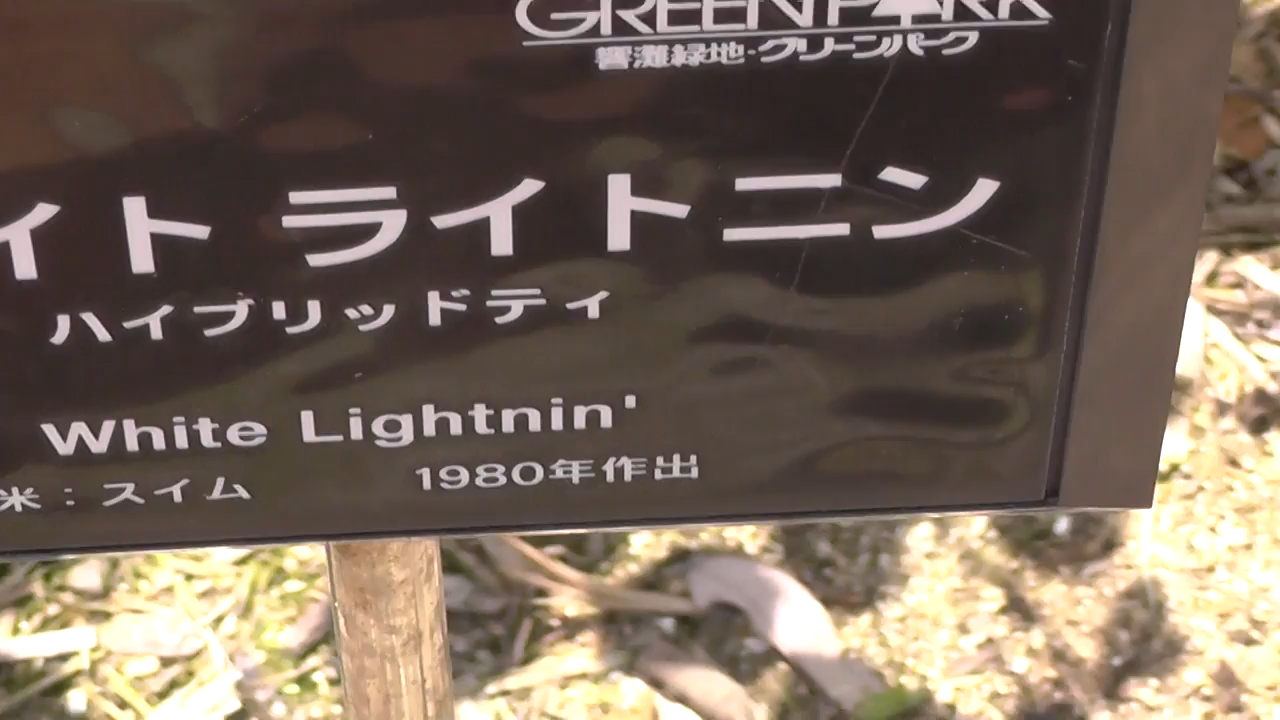 GREEN PARK
響灘緑地・グリーンパーク
イト ライトニン
ハイブリッドティ
White Lightnin'
米：スイム 1980年作出